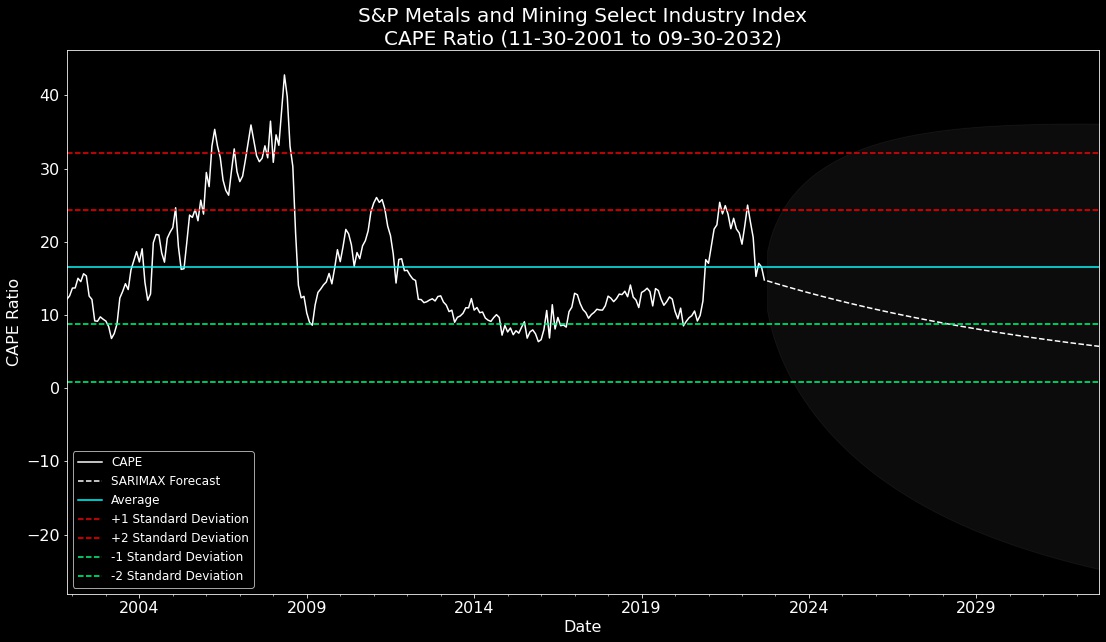 S&P Metals and Mining Select Industry Index
CAPE Ratio (11-30-2001 to 09-30-2032)
CAPE Ratio
40
30
20
10
0
−10
−20
CAPE
SARIMAX Forecast
Average
+1 Standard Deviation
+2 Standard Deviation
-1 Standard Deviation
-2 Standard Deviation
2004 2009 2014 2019 2024 2029
Date